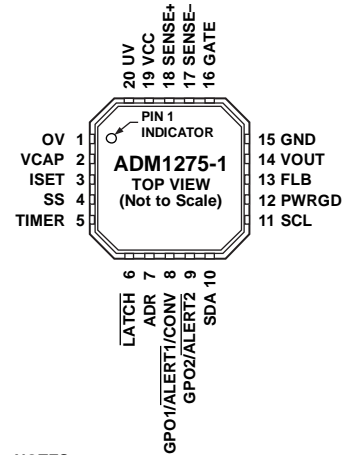 20 UV
19 VCC
18 SENSE+
17 SENSE–
16 GATE
PIN 1
INDICATOR
OV 1
VCAP 2
ISET 3
SS 4
TIMER 5
ADM1275-1
TOP VIEW
(Not to Scale)
15 GND
14 VOUT
13 FLB
12 PWRGD
11 SCL
LATCH 6
ADR 7
GPO1/ALERT1/CONV 8
GPO2/ALERT2 9
SDA 10